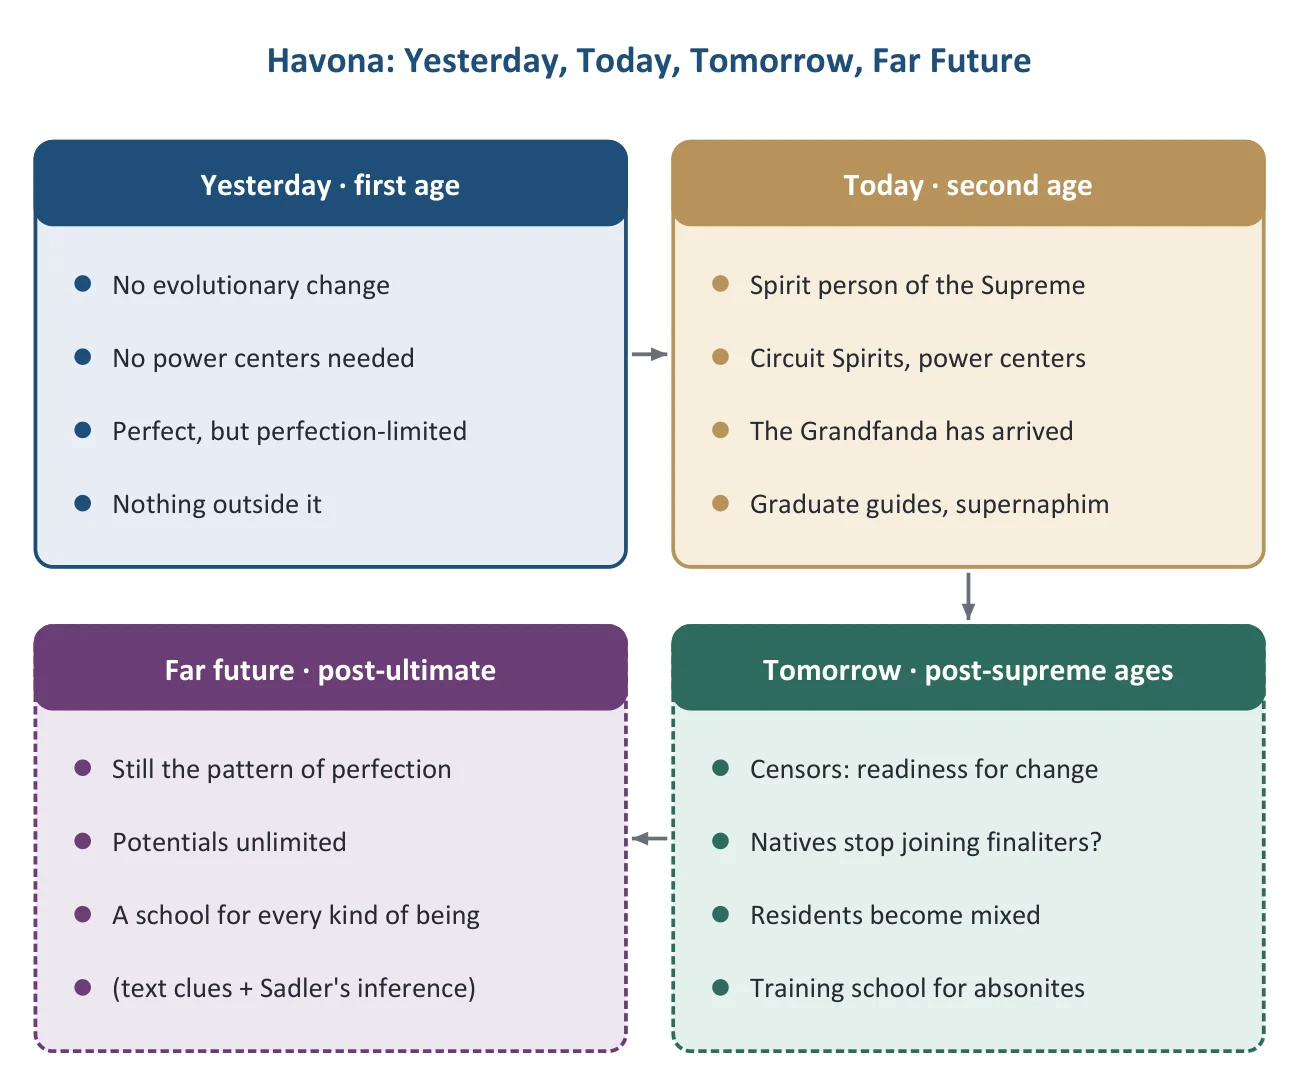 Havona: Yesterday, Today, Tomorrow, Far Future
Yesterday · first age
No evolutionary change
No power centers needed
Perfect, but perfection-limited
Nothing outside it
Today · second age
Spirit person of the Supreme
Circuit Spirits, power centers
The Grandfanda has arrived
Graduate guides, supernaphim
Tomorrow · post-supreme ages
Censors: readiness for change
Natives stop joining finaliters?
Residents become mixed
Training school for absonites
Far future · post-ultimate
Still the pattern of perfection
Potentials unlimited
A school for every kind of being
(text clues + Sadler's inference)